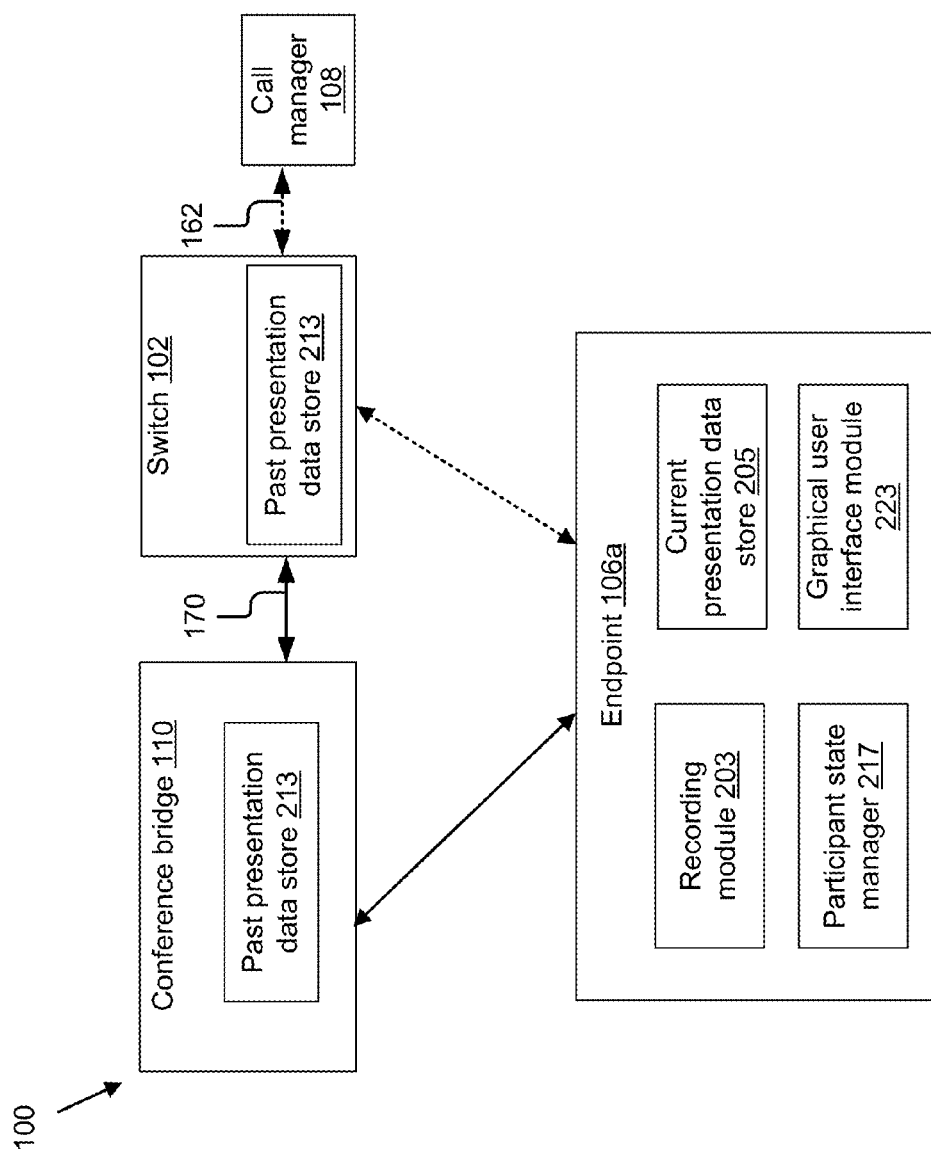 100
Conference bridge 110
Past presentation
data store 213
170
Switch 102
Past presentation
data store 213
162
Call
manager
108
Endpoint 106a
Recording
module 203
Current
presentation data
store 205
Participant state
manager 217
Graphical user
interface module
223